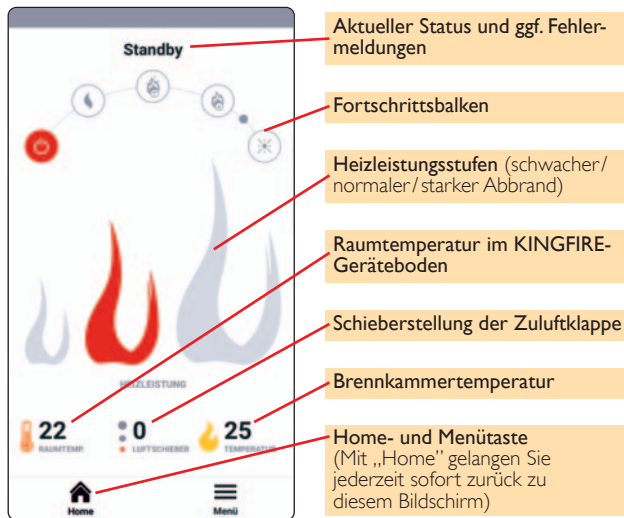 Standby
HEIZLEISTUNG
22
RAUMTEMP.
0
LUFTSCHIEBER
25
TEMPERATUR
Home
Menü
Aktueller Status und ggf. Fehler-
meldungen
Fortschrittsbalken
Heizleistungsstufen (schwacher/
normaler/starker Abbrand)
Raumtemperatur im KINGFIRE-
Geräteboden
Schieberstellung der Zuluftklappe
Brennkammertemperatur
Home- und Menütaste
(Mit „Home” gelangen Sie
jederzeit sofort zurück zu
diesem Bildschirm)